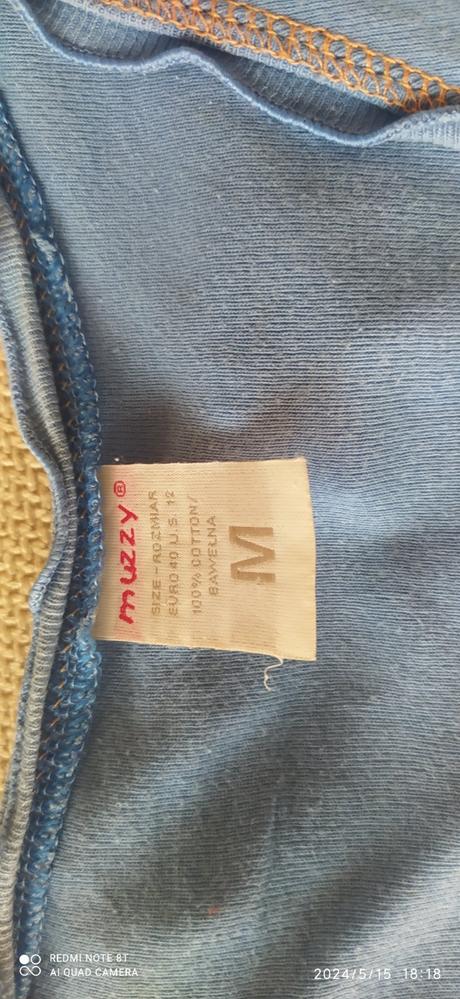 muzzy®
SIZE-ROZMIAR
EURO 40 U.S. 12
100% COTTON/
BAWEŁNA
M
REDMI NOTE 8T
AI QUAD CAMERA
2024/5/15 18:18